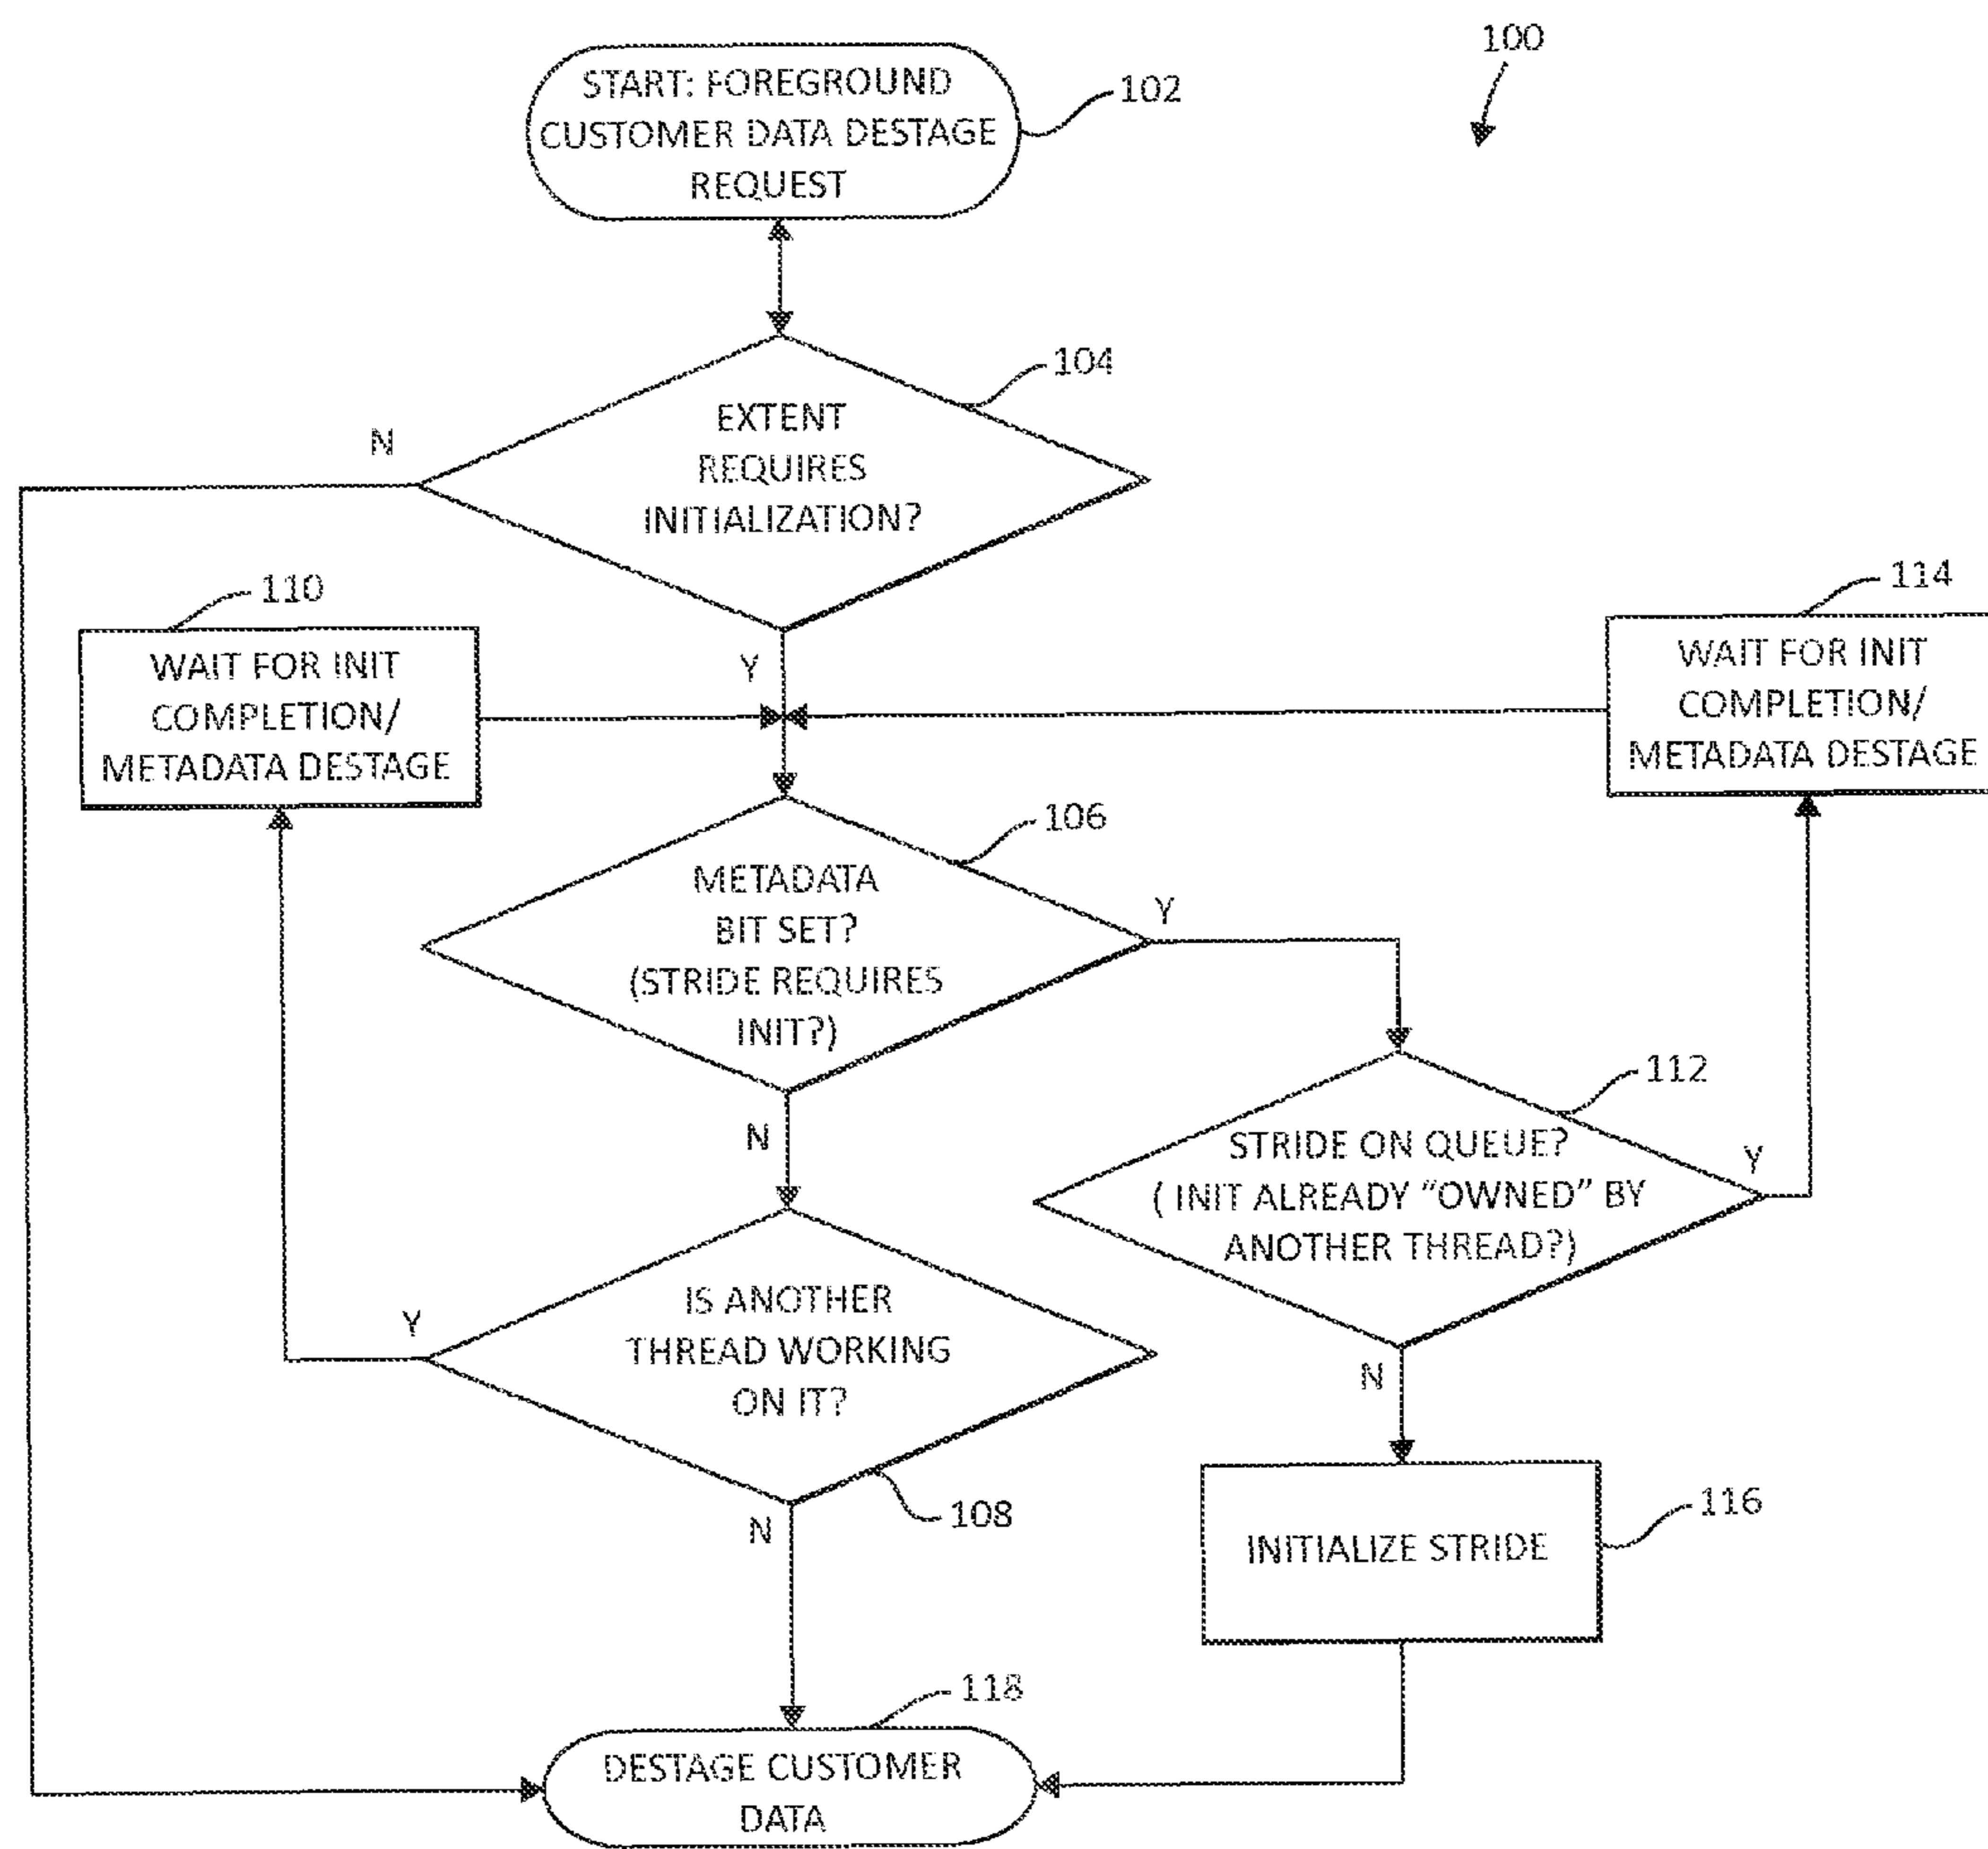 100
START: FOREGROUND
CUSTOMER DATA DESTAGE
REQUEST
102
104
EXTENT
REQUIRES
INITIALIZATION?
N
Y
110
WAIT FOR INIT
COMPLETION/
METADATA DESTAGE
114
WAIT FOR INIT
COMPLETION/
METADATA DESTAGE
106
METADATA
BIT SET?
(STRIDE REQUIRES
INIT?)
Y
N
112
STRIDE ON QUEUE?
( INIT ALREADY "OWNED" BY
ANOTHER THREAD?)
Y
N
IS ANOTHER
THREAD WORKING
ON IT?
Y
N
108
116
INITIALIZE STRIDE
118
DESTAGE CUSTOMER
DATA